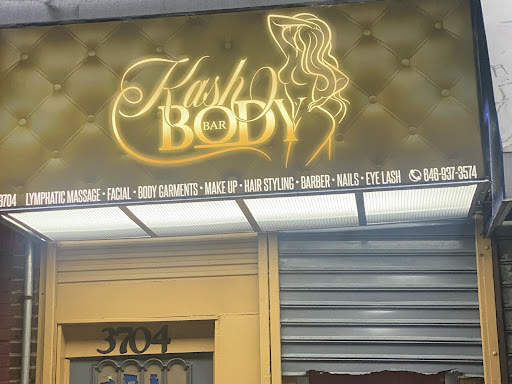 Kash
BODY
BAR
3704 LYMPHATIC MASSAGE • FACIAL • BODY GARMENTS • MAKE UP • HAIR STYLING • BARBER • NAILS • EYE LASH 646-937-3574
3704